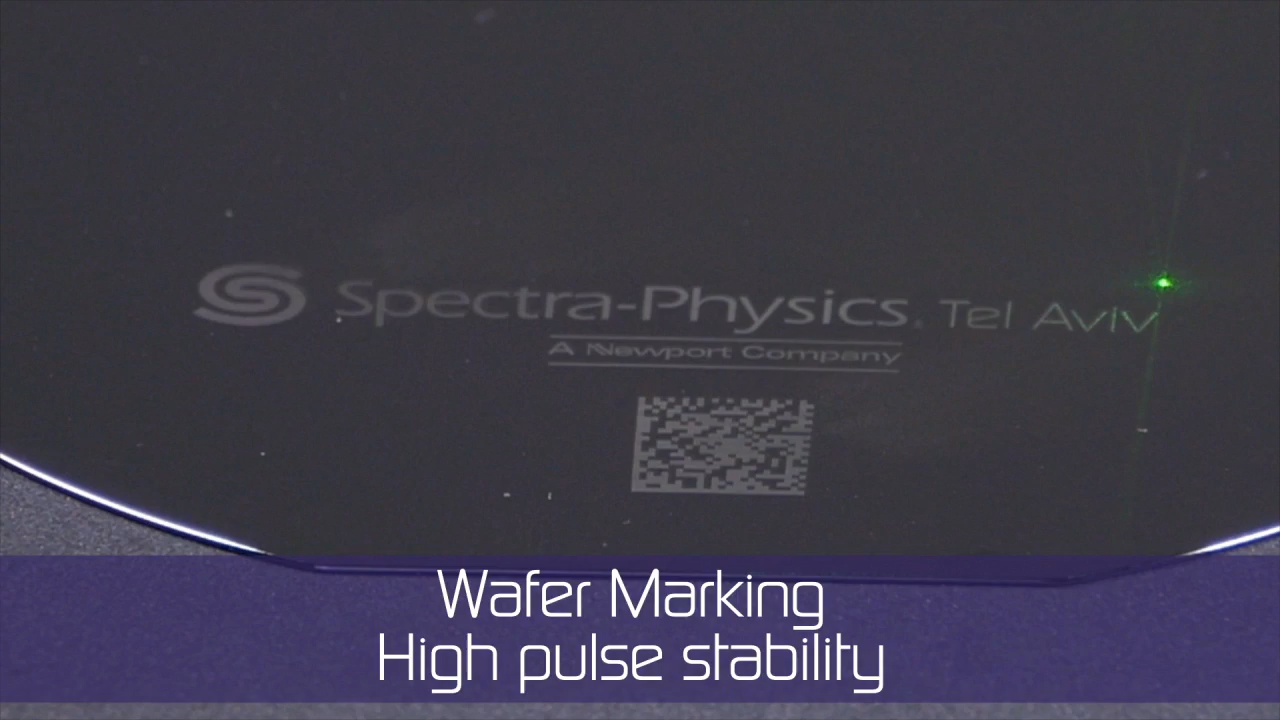 Spectra-Physics. Tel Aviv
A Newport Company
Wafer Marking
High pulse stability